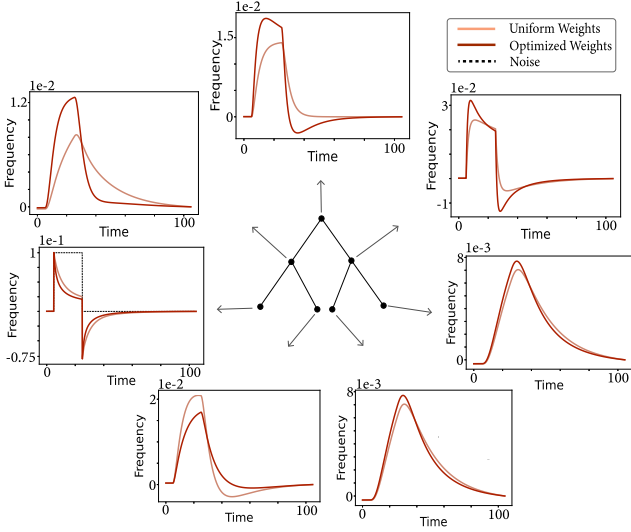 1e-2
Frequency
1.5
0
0
100
Time
Uniform Weights
Optimized Weights
Noise
1e-2
Frequency
1.2
0
0
100
Time
1e-2
Frequency
3
-1
0
100
Time
1e-1
Frequency
1
-0.75
0
100
Time
1e-3
Frequency
8
0
0
100
Time
1e-2
Frequency
2
0
0
100
Time
1e-3
Frequency
8
0
0
100
Time